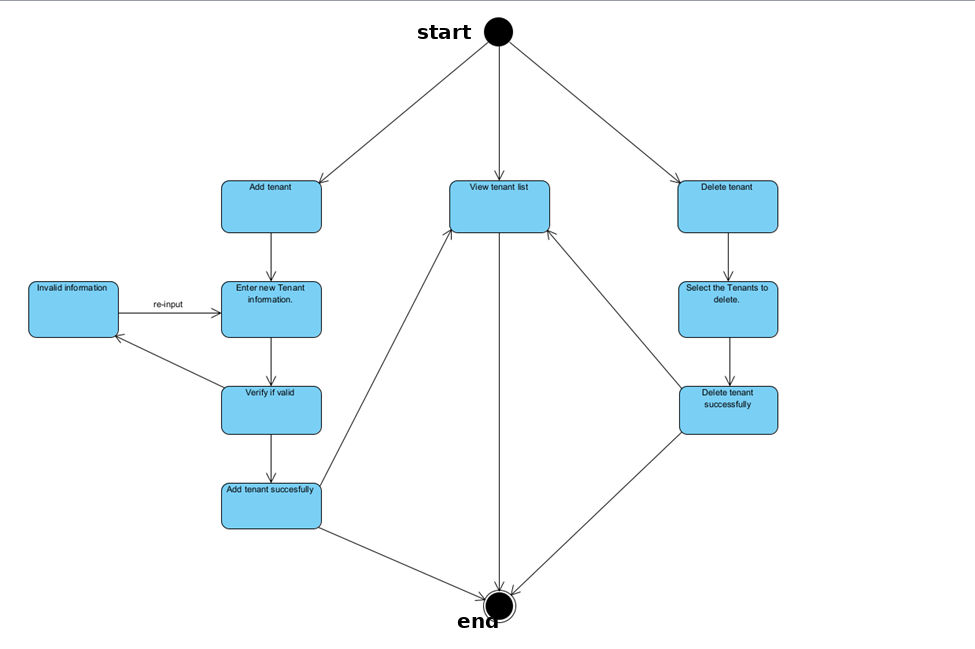 start
Add tenant
View tenant list
Delete tenant
Invalid information
re-input
Enter new Tenant
information.
Select the Tenants to
delete.
Verify if valid
Delete tenant
successfully
Add tenant succesfully
end